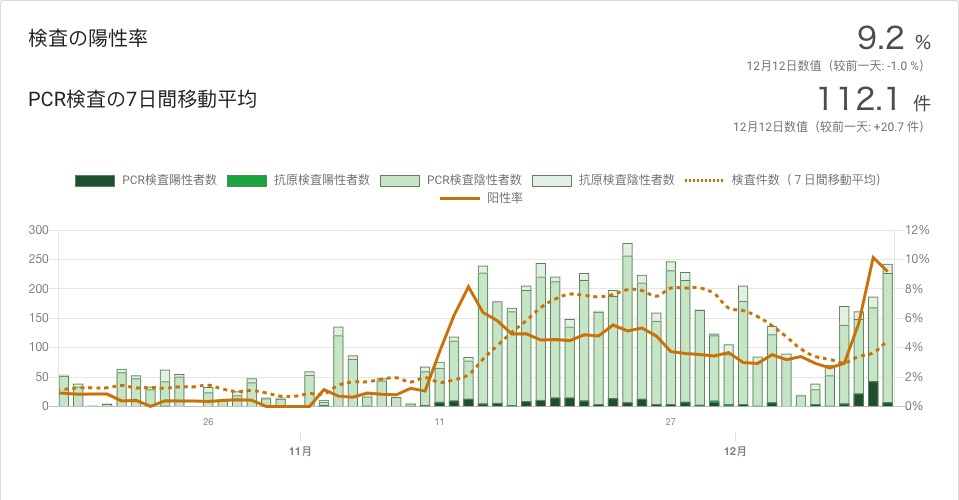 検査の陽性率
9.2 %
12月12日数值（较前一天: -1.0 %）
PCR検査の7日間移動平均
112.1 件
12月12日数值（较前一天: +20.7 件）
PCR検査陽性者数 抗原検査陽性者数 PCR検査陰性者数 抗原検査陰性者数 検査件数（７日間移動平均）
阳性率
300 12%
250 10%
200 8%
150 6%
100 4%
50 2%
0 0%
26 11 27
11月 12月